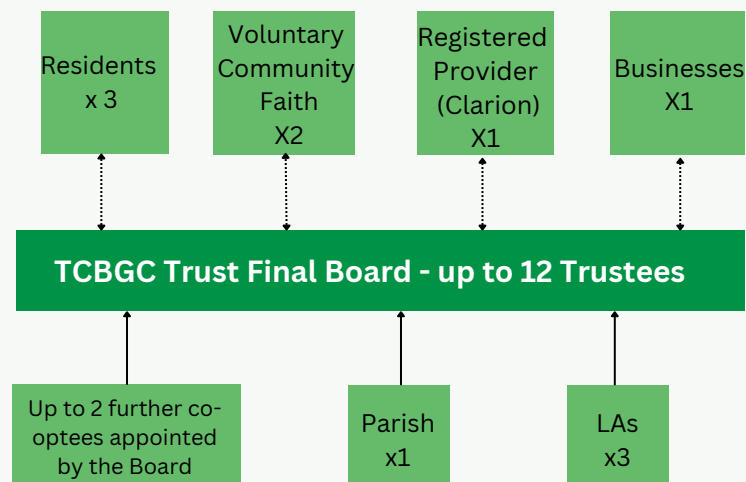 Residents
x 3
Voluntary
Community
Faith
X2
Registered
Provider
(Clarion)
X1
Businesses
X1
TCBGC Trust Final Board - up to 12 Trustees
Up to 2 further co-
optees appointed
by the Board
Parish
x1
LAs
x3